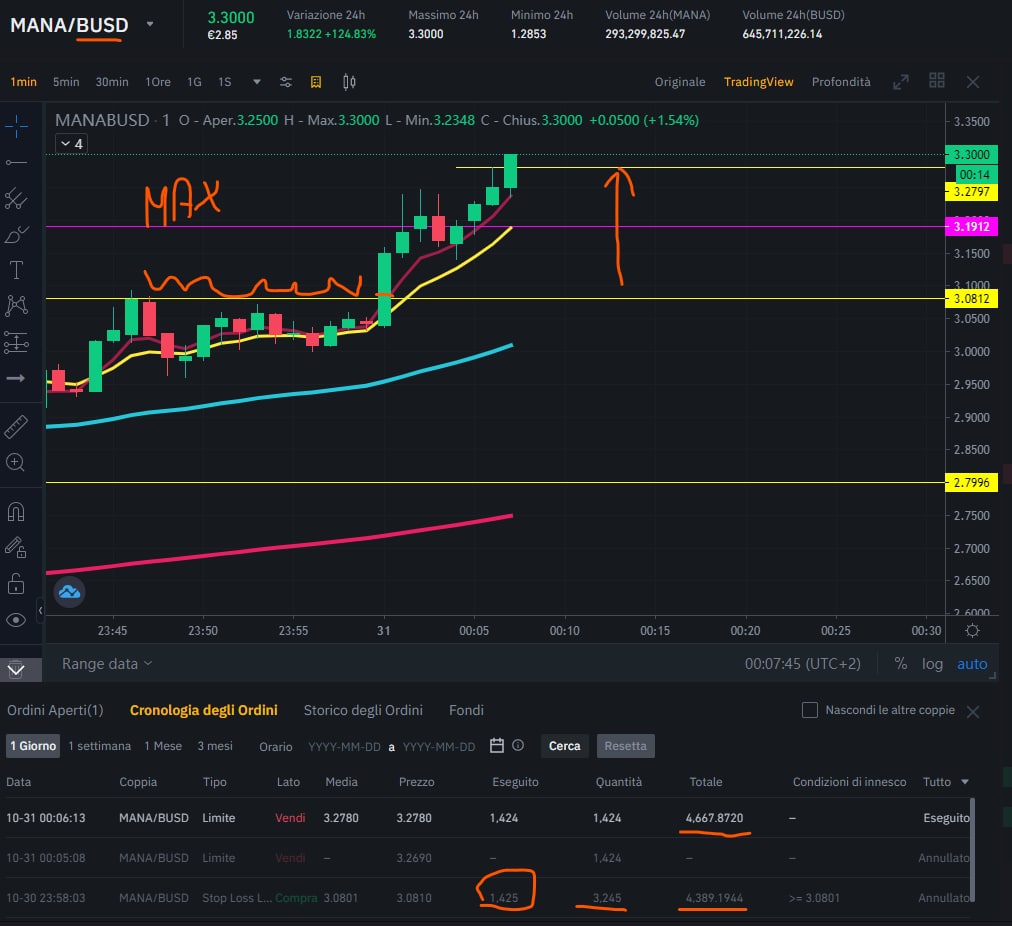 MANA/BUSD
3.3000
€2.85
Variazione 24h
1.8322 +124.83%
Massimo 24h
3.3000
Minimo 24h
1.2853
Volume 24h(MANA)
293,299,825.47
Volume 24h(BUSD)
645,711,226.14
1min 5min 30min 1Ore 1G 1S
Originale TradingView Profondità
MANABUSD · 1 O - Aper.3.2500 H - Max.3.3000 L - Min.3.2348 C - Chius.3.3000 +0.0500 (+1.54%)
4
MAX
3.3500
3.3000
00:14
3.2797
3.1912
3.1500
3.1000
3.0812
3.0500
3.0000
2.9500
2.9000
2.8500
2.7996
2.7500
2.7000
2.6500
2.6000
23:45 23:50 23:55 31 00:05 00:10 00:15 00:20 00:25 00:30
Range data 00:07:45 (UTC+2) % log auto
Ordini Aperti(1) Cronologia degli Ordini Storico degli Ordini Fondi Nascondi le altre coppie
1 Giorno 1 settimana 1 Mese 3 mesi Orario YYYY-MM-DD a YYYY-MM-DD Cerca Resetta
Data Coppia Tipo Lato Media Prezzo Eseguito Quantità Totale Condizioni di innesco Tutto
10-31 00:06:13 MANA/BUSD Limite Vendi 3.2780 3.2780 1,424 1,424 4,667.8720 – Eseguito
10-31 00:05:08 MANA/BUSD Limite Vendi – 3.2690 – 1,424 – – Annullato
10-30 23:58:03 MANA/BUSD Stop Loss L... Compra 3.0801 3.0810 1,425 3,245 4,389.1944 >= 3.0801 Annullato